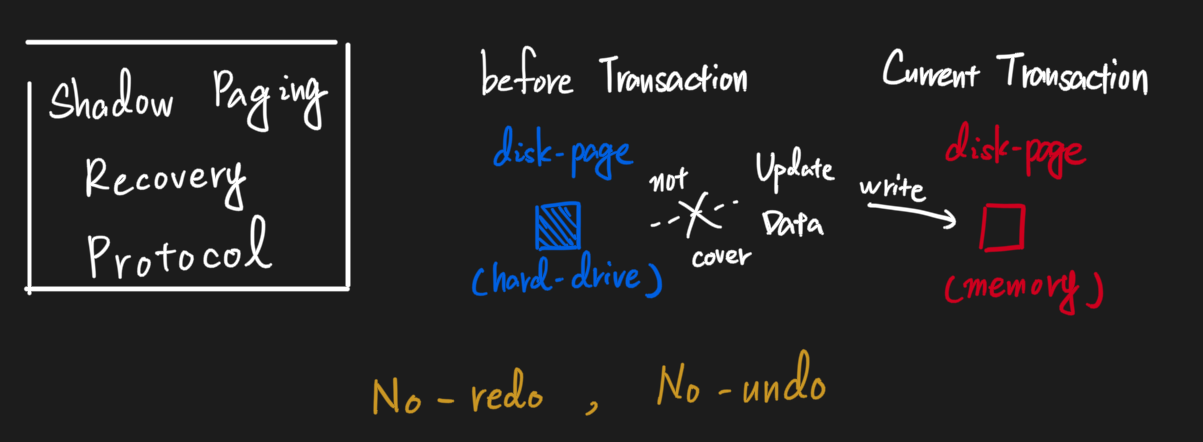 Shadow Paging
Recovery
Protocol
before Transaction
disk-page
(hard-drive)
not
cover
Update
Data
write
Current Transaction
disk-page
(memory)
No-redo , No-undo